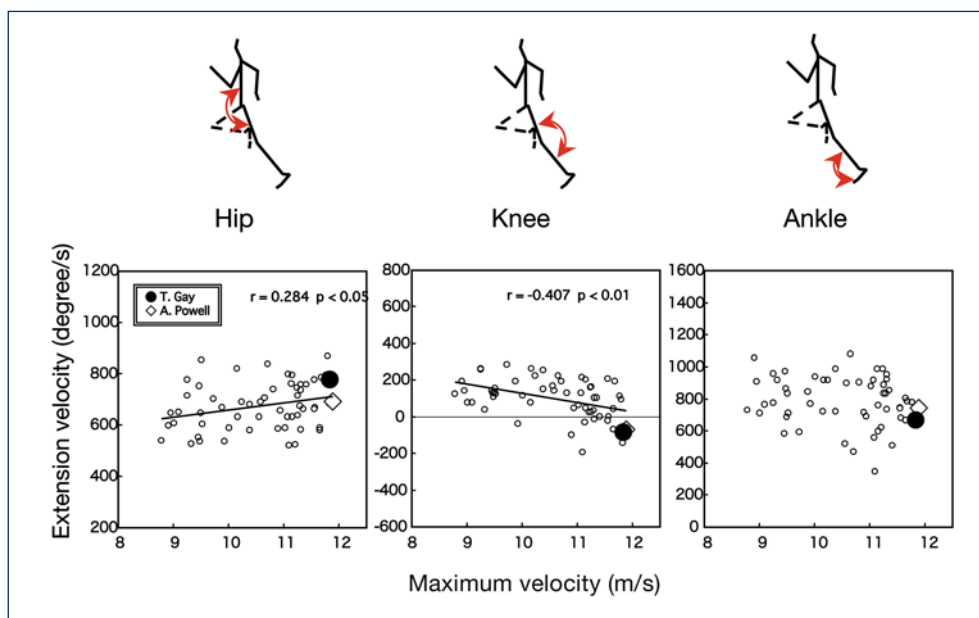 Hip Knee Ankle
Extension velocity (degree/s)
1200
1000
800
600
400
200
T. Gay
A. Powell
r = 0.284 p < 0.05
8 9 10 11 12
800
600
400
200
0
-200
-400
-600
r = -0.407 p < 0.01
8 9 10 11 12
1600
1400
1200
1000
800
600
400
200
0
8 9 10 11 12
Maximum velocity (m/s)